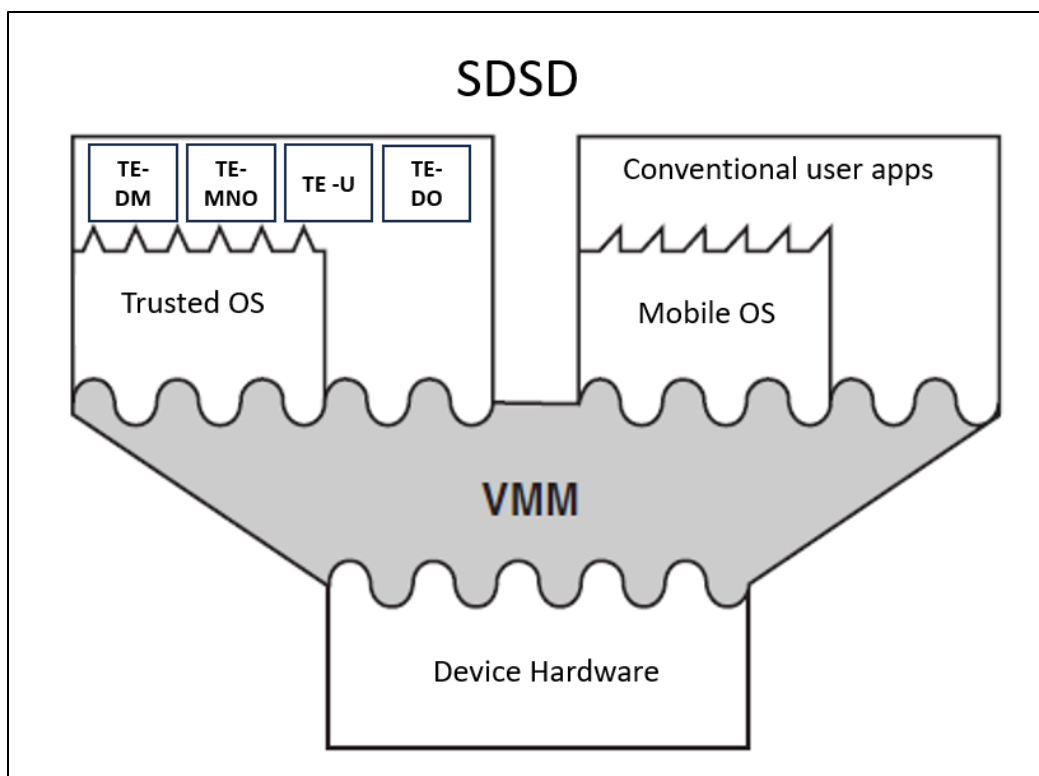 SDSD
TE-
DM
TE-
MNO
TE -U
TE-
DO
Conventional user apps
Trusted OS
Mobile OS
VMM
Device Hardware